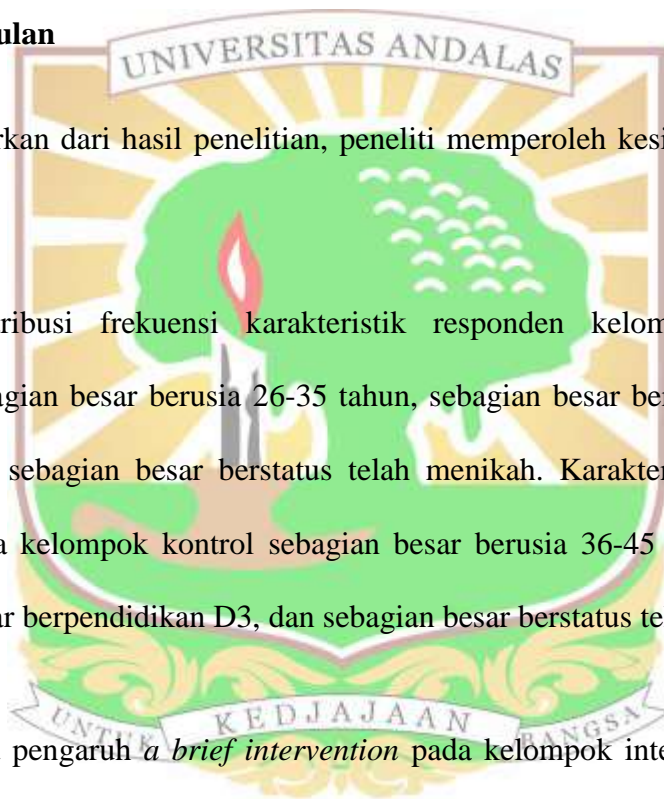 ulan
UNIVERSITAS ANDALAS
rkan dari hasil penelitian, peneliti memperoleh kesi
ribusi frekuensi karakteristik responden kelom
agian besar berusia 26-35 tahun, sebagian besar ber
sebagian besar berstatus telah menikah. Karakter
a kelompok kontrol sebagian besar berusia 36-45
ar berpendidikan D3, dan sebagian besar berstatus te
UNTUK KEDJAJAAN BANGSA
pengaruh a brief intervention pada kelompok inte